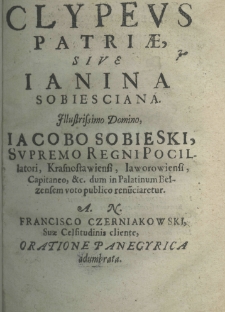 CLYPEVS
PATRIÆ,
SIVE
IANINA
SOBIESCIANA.
Illustrissimo Domino,
IACOBO SOBIESKI,
SVPREMO REGNI POCIL-
latori, Krasnostawiensi, Iaworowiensi,
Capitaneo, &c. dum in Palatinum Bel-
zensem voto publico renūciaretur.
A. N.
FRANCISCO CZERNIAKOWSKI,
Suæ Celsitudinis cliente,
ORATIONE PANEGYRICA
adumbrata.